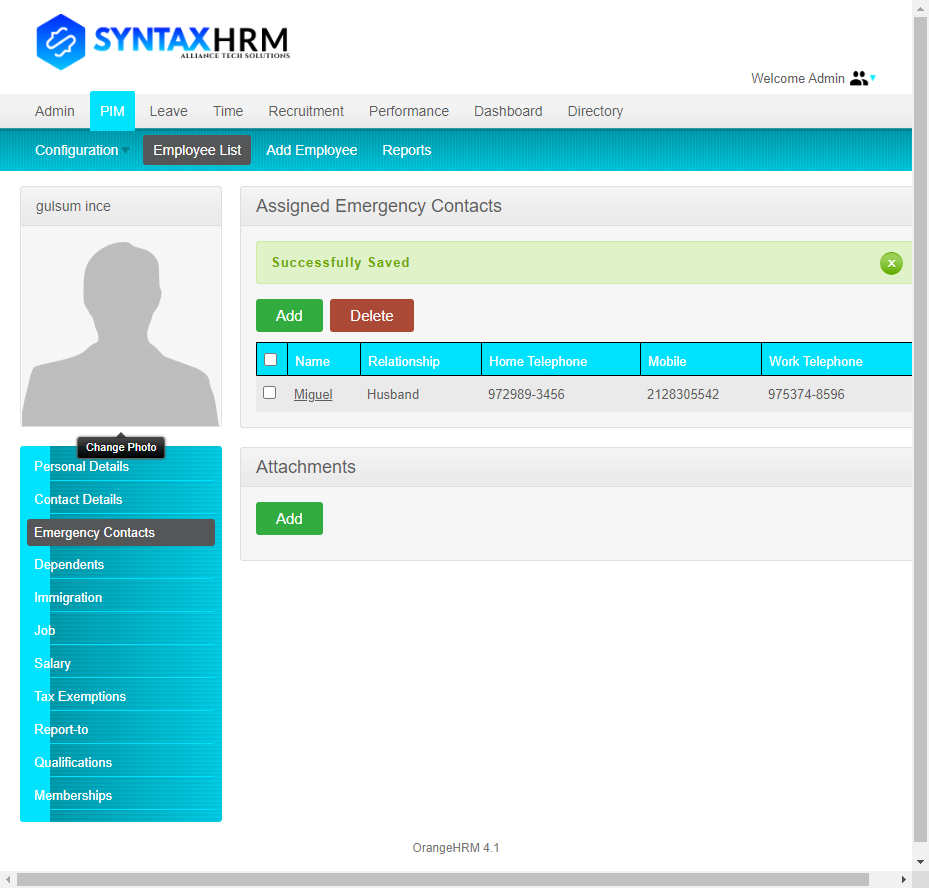 SYNTAXHRM
ALLIANCE TECH SOLUTIONS
Welcome Admin
Admin PIM Leave Time Recruitment Performance Dashboard Directory
Configuration Employee List Add Employee Reports
gulsum ince
Assigned Emergency Contacts
Successfully Saved
Add Delete
Name Relationship Home Telephone Mobile Work Telephone
Miguel Husband 972989-3456 2128305542 975374-8596
Change Photo
Personal Details
Contact Details
Emergency Contacts
Dependents
Immigration
Job
Salary
Tax Exemptions
Report-to
Qualifications
Memberships
Attachments
Add
OrangeHRM 4.1